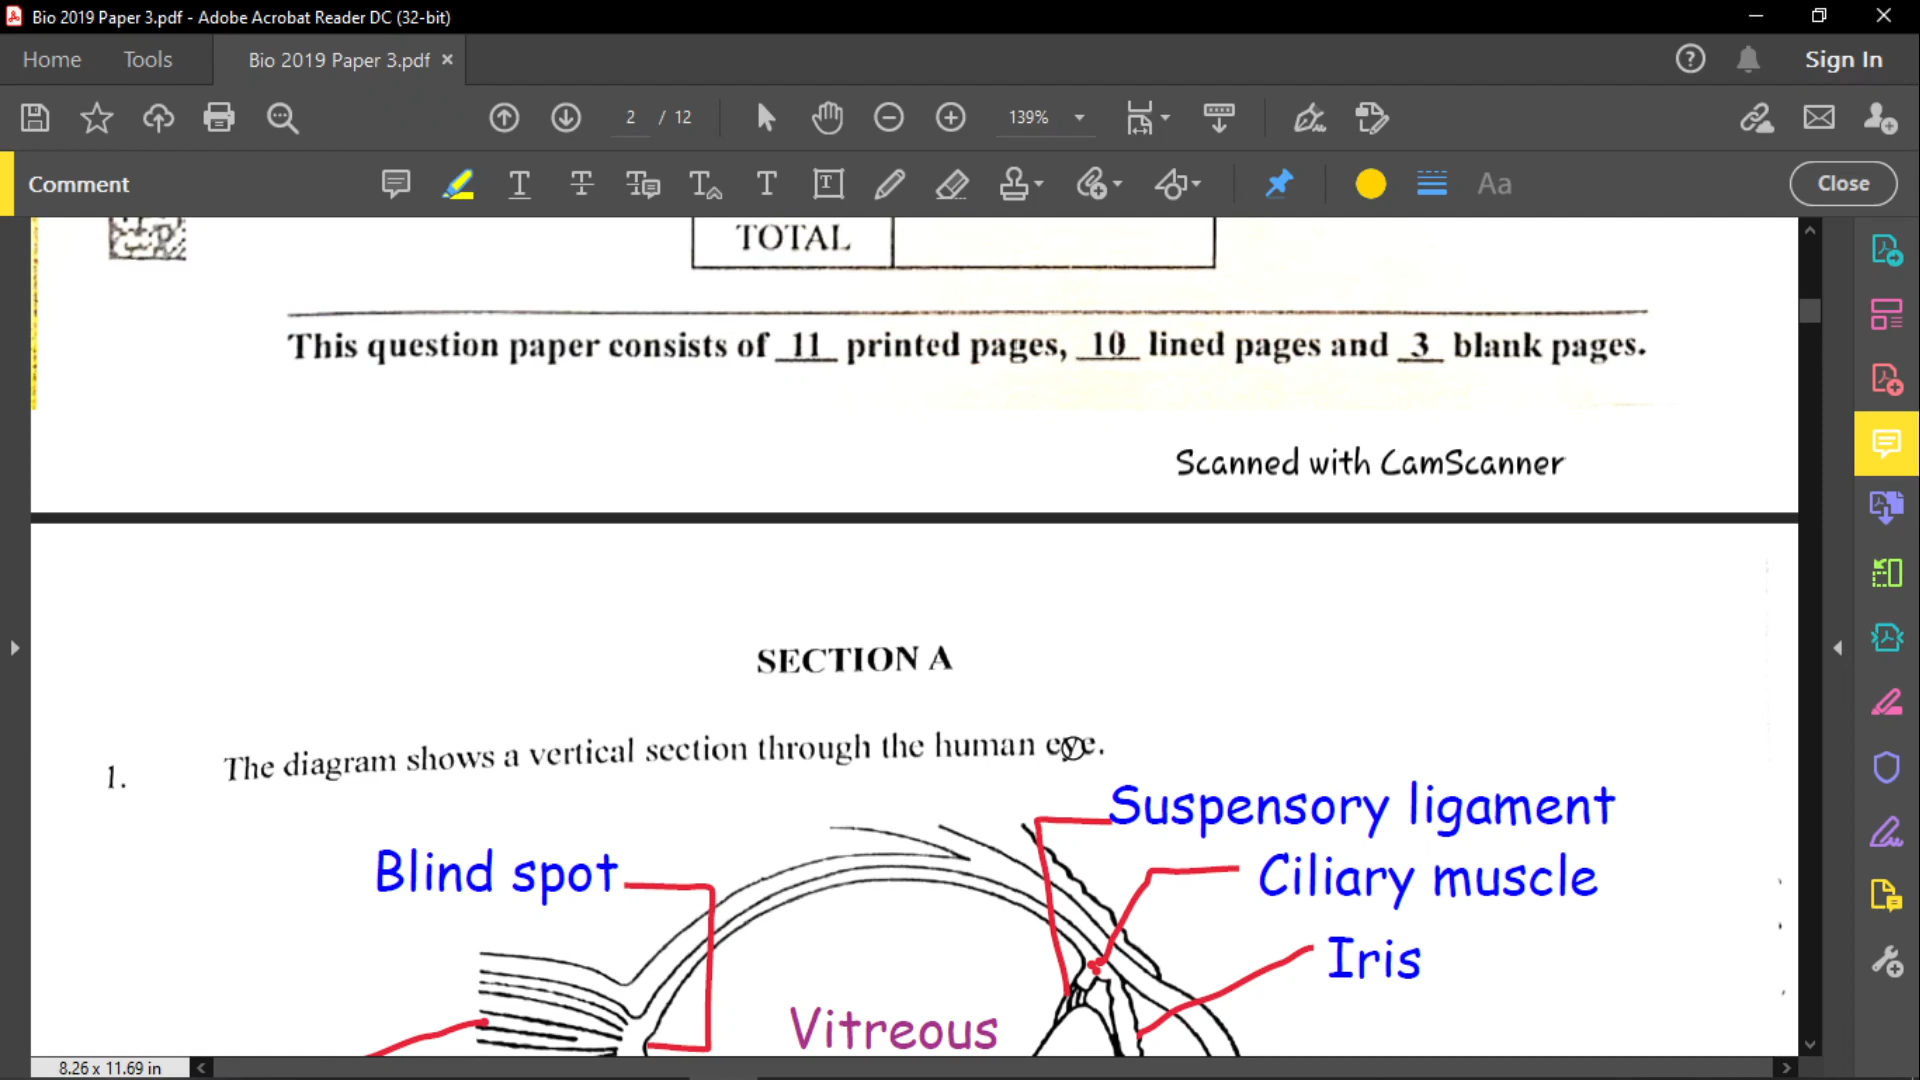 Bio 2019 Paper 3.pdf - Adobe Acrobat Reader DC (32-bit)
Home
Tools
Bio 2019 Paper 3.pdf ×
Sign In
2 / 12
139%
Comment
Aa
Close
TOTAL
This question paper consists of 11 printed pages, 10 lined pages and 3 blank pages.
Scanned with CamScanner
SECTION A
1. The diagram shows a vertical section through the human eye.
Suspensory ligament
Blind spot
Ciliary muscle
Iris
Vitreous
8.26 x 11.69 in